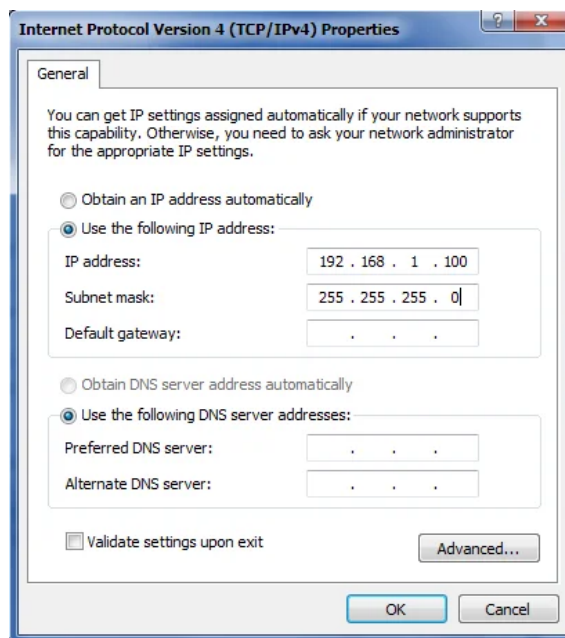 Internet Protocol Version 4 (TCP/IPv4) Properties
General
You can get IP settings assigned automatically if your network supports
this capability. Otherwise, you need to ask your network administrator
for the appropriate IP settings.
Obtain an IP address automatically
Use the following IP address:
IP address: 192 . 168 . 1 . 100
Subnet mask: 255 . 255 . 255 . 0
Default gateway: . . .
Obtain DNS server address automatically
Use the following DNS server addresses:
Preferred DNS server: . . .
Alternate DNS server: . . .
Validate settings upon exit
Advanced...
OK Cancel